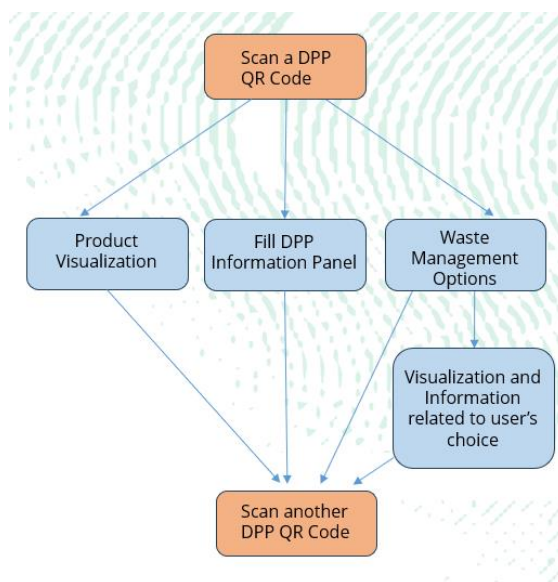 Scan a DPP
QR Code
Product
Visualization
Fill DPP
Information Panel
Waste
Management
Options
Visualization and
Information
related to user's
choice
Scan another
DPP QR Code